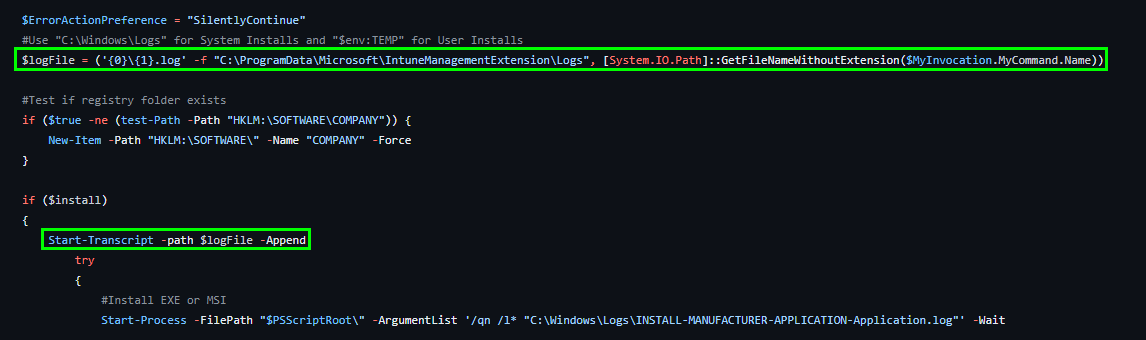 $ErrorActionPreference = "SilentlyContinue"
#Use "C:\Windows\Logs" for System Installs and "$env:TEMP" for User Installs
$logFile = ('{0}\{1}.log' -f "C:\ProgramData\Microsoft\IntuneManagementExtension\Logs", [System.IO.Path]::GetFileNameWithoutExtension($MyInvocation.MyCommand.Name))
#Test if registry folder exists
if ($true -ne (test-Path -Path "HKLM:\SOFTWARE\COMPANY")) {
New-Item -Path "HKLM:\SOFTWARE\" -Name "COMPANY" -Force
}
if ($install)
{
Start-Transcript -path $logFile -Append
try
{
#Install EXE or MSI
Start-Process -FilePath "$PSScriptRoot\" -ArgumentList '/qn /l* "C:\Windows\Logs\INSTALL-MANUFACTURER-APPLICATION-Application.log"' -Wait